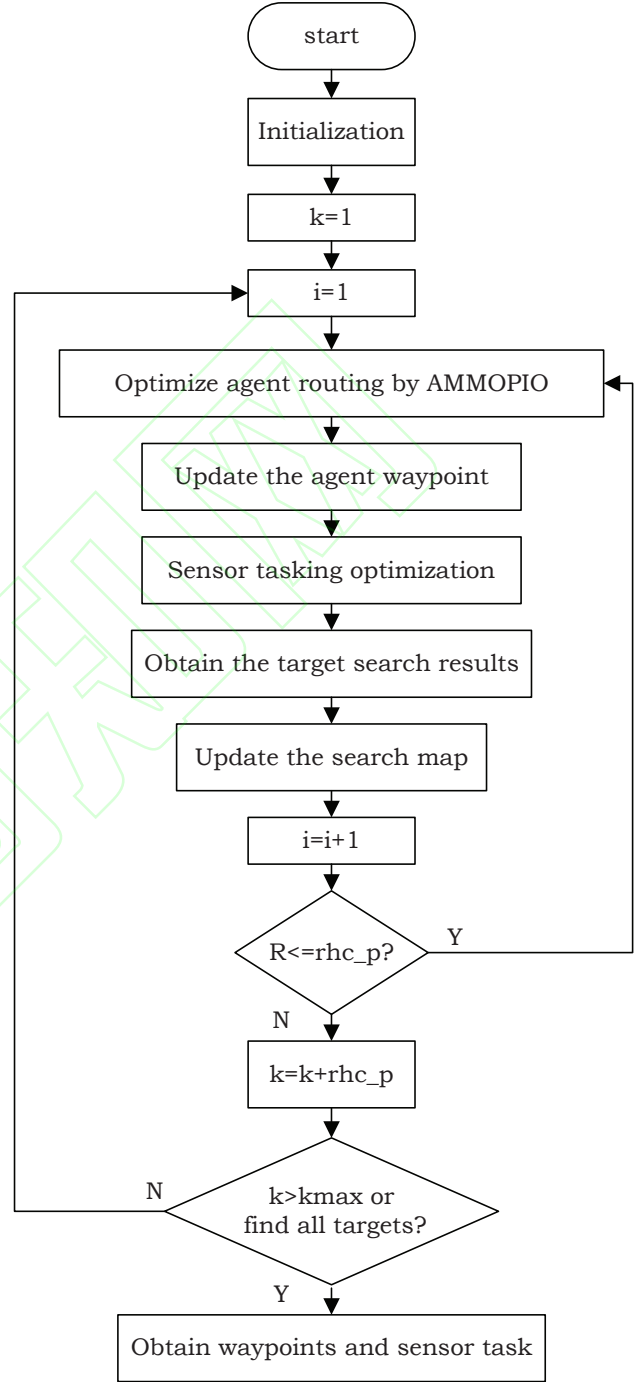 start
Initialization
k=1
i=1
Optimize agent routing by AMMOPIO
Update the agent waypoint
Sensor tasking optimization
Obtain the target search results
Update the search map
i=i+1
R<=rhc_p?
Y
N
k=k+rhc_p
k>kmax or
find all targets?
N
Y
Obtain waypoints and sensor task